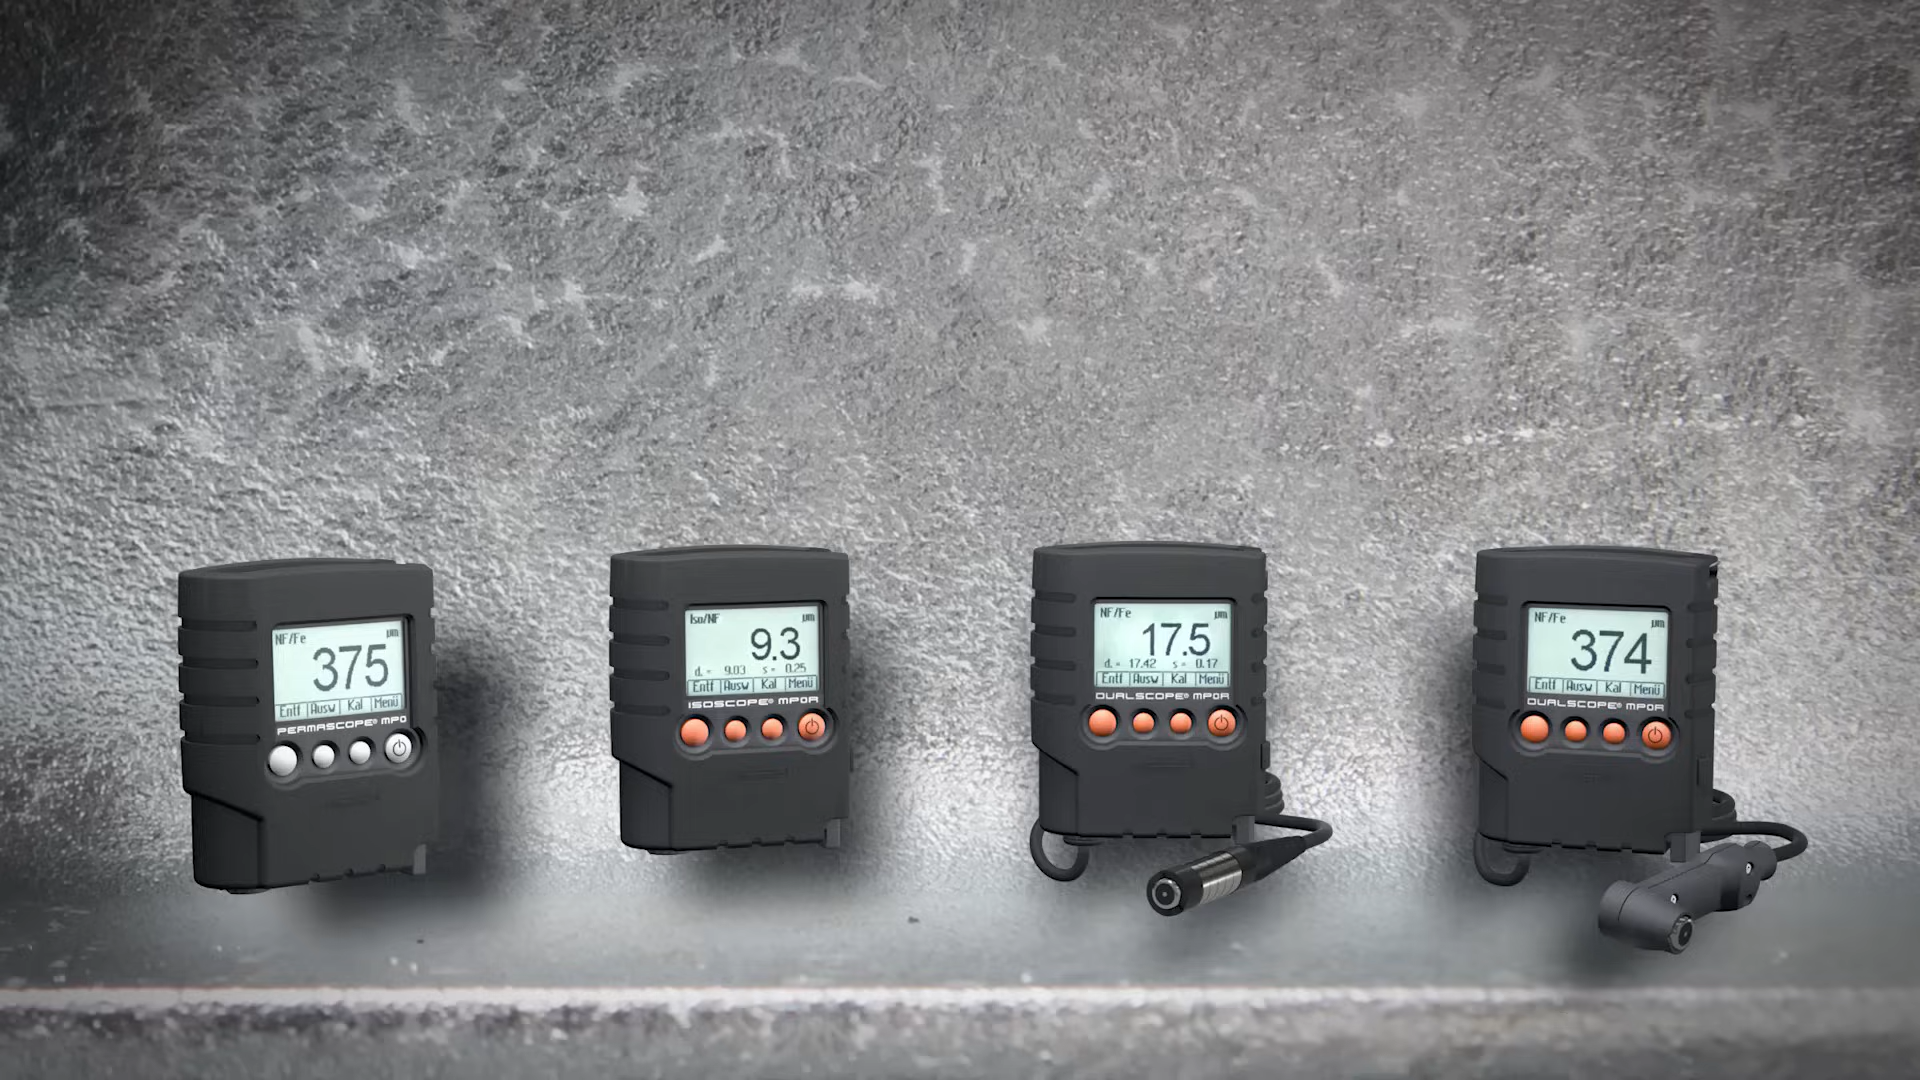 NF/Fe µm
375
Entf Ausw Kal Menü
PERMASCOPE® MP0
Iso/NF µm
9.3
d.= 9.03 s= 0.25
Entf Ausw Kal Menü
ISOSCOPE® MP0R
NF/Fe µm
17.5
d.= 17.42 s= 0.17
Entf Ausw Kal Menü
DUALSCOPE® MP0R
NF/Fe µm
374
Entf Ausw Kal Menü
DUALSCOPE® MP0R